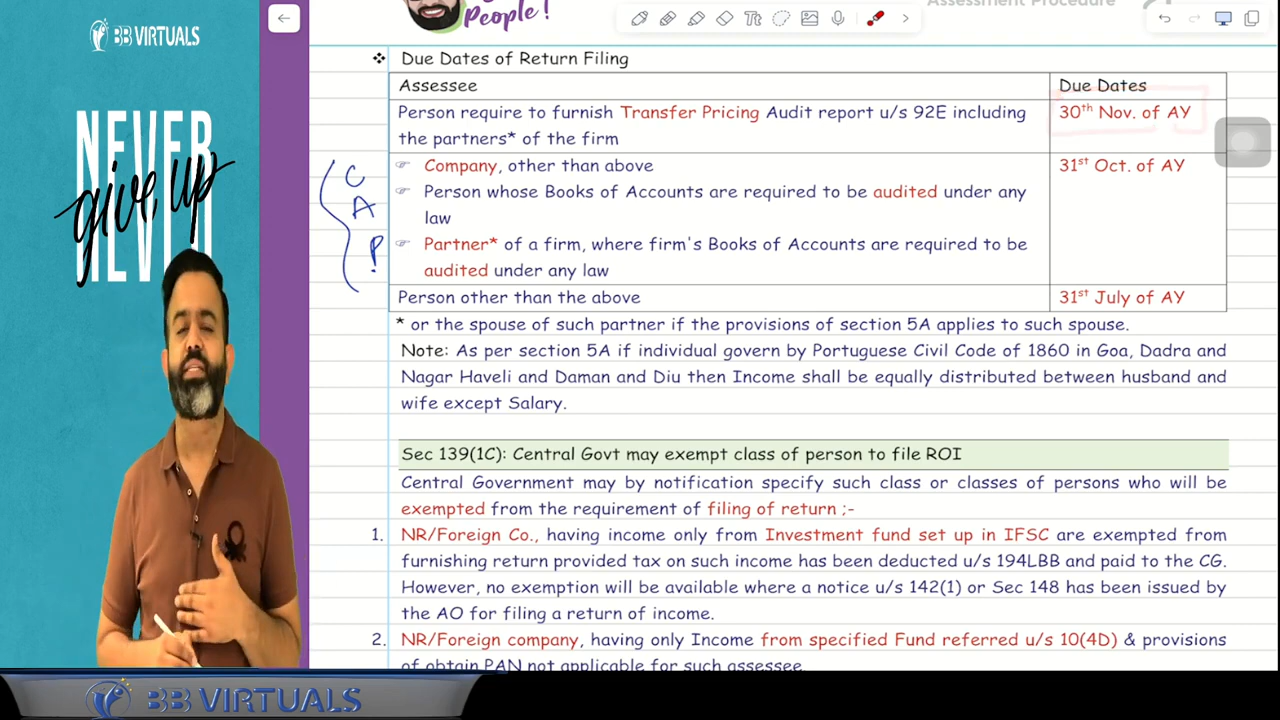 BB VIRTUALS
NEVER
give up
NEVER
People!
Assessment Procedure
❖ Due Dates of Return Filing
Assessee Due Dates
Person require to furnish Transfer Pricing Audit report u/s 92E including 30th Nov. of AY
the partners* of the firm
C
A
P
☞ Company, other than above 31st Oct. of AY
☞ Person whose Books of Accounts are required to be audited under any
law
☞ Partner* of a firm, where firm's Books of Accounts are required to be
audited under any law
Person other than the above 31st July of AY
* or the spouse of such partner if the provisions of section 5A applies to such spouse.
Note: As per section 5A if individual govern by Portuguese Civil Code of 1860 in Goa, Dadra and
Nagar Haveli and Daman and Diu then Income shall be equally distributed between husband and
wife except Salary.
Sec 139(1C): Central Govt may exempt class of person to file ROI
Central Government may by notification specify such class or classes of persons who will be
exempted from the requirement of filing of return ;-
1. NR/Foreign Co., having income only from Investment fund set up in IFSC are exempted from
furnishing return provided tax on such income has been deducted u/s 194LBB and paid to the CG.
However, no exemption will be available where a notice u/s 142(1) or Sec 148 has been issued by
the AO for filing a return of income.
2. NR/Foreign company, having only Income from specified Fund referred u/s 10(4D) & provisions
of obtain PAN not applicable for such assessee.
BB VIRTUALS